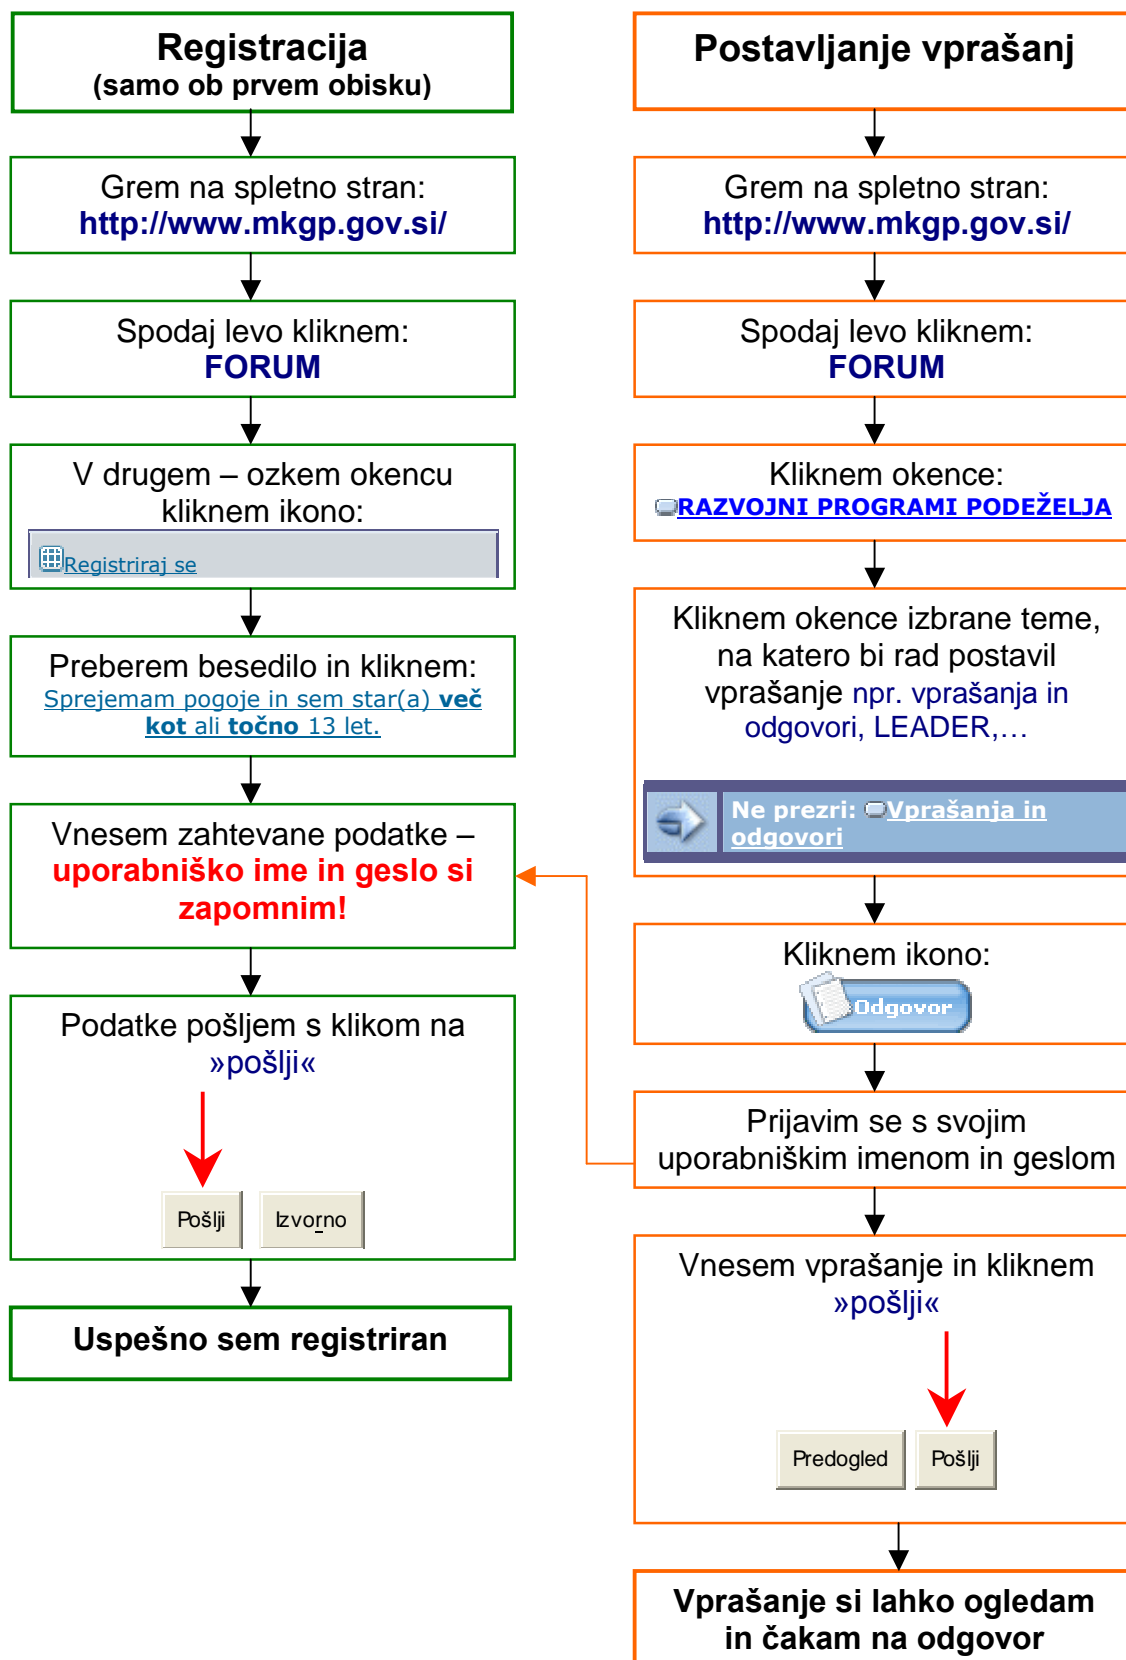 Registracija
(samo ob prvem obisku)
Grem na spletno stran:
http://www.mkgp.gov.si/
Spodaj levo kliknem:
FORUM
V drugem – ozkem okencu
kliknem ikono:
Registriraj se
Preberem besedilo in kliknem:
Sprejemam pogoje in sem star(a) več
kot ali točno 13 let.
Vnesem zahtevane podatke –
uporabniško ime in geslo si
zapomnim!
Podatke pošljem s klikom na
»pošlji«
Pošlji Izvorno
Uspešno sem registriran
Postavljanje vprašanj
Grem na spletno stran:
http://www.mkgp.gov.si/
Spodaj levo kliknem:
FORUM
Kliknem okence:
RAZVOJNI PROGRAMI PODEŽELJA
Kliknem okence izbrane teme,
na katero bi rad postavil
vprašanje npr. vprašanja in
odgovori, LEADER,…
Ne prezri: Vprašanja in
odgovori
Kliknem ikono:
Odgovor
Prijavim se s svojim
uporabniškim imenom in geslom
Vnesem vprašanje in kliknem
»pošlji«
Predogled Pošlji
Vprašanje si lahko ogledam
in čakam na odgovor